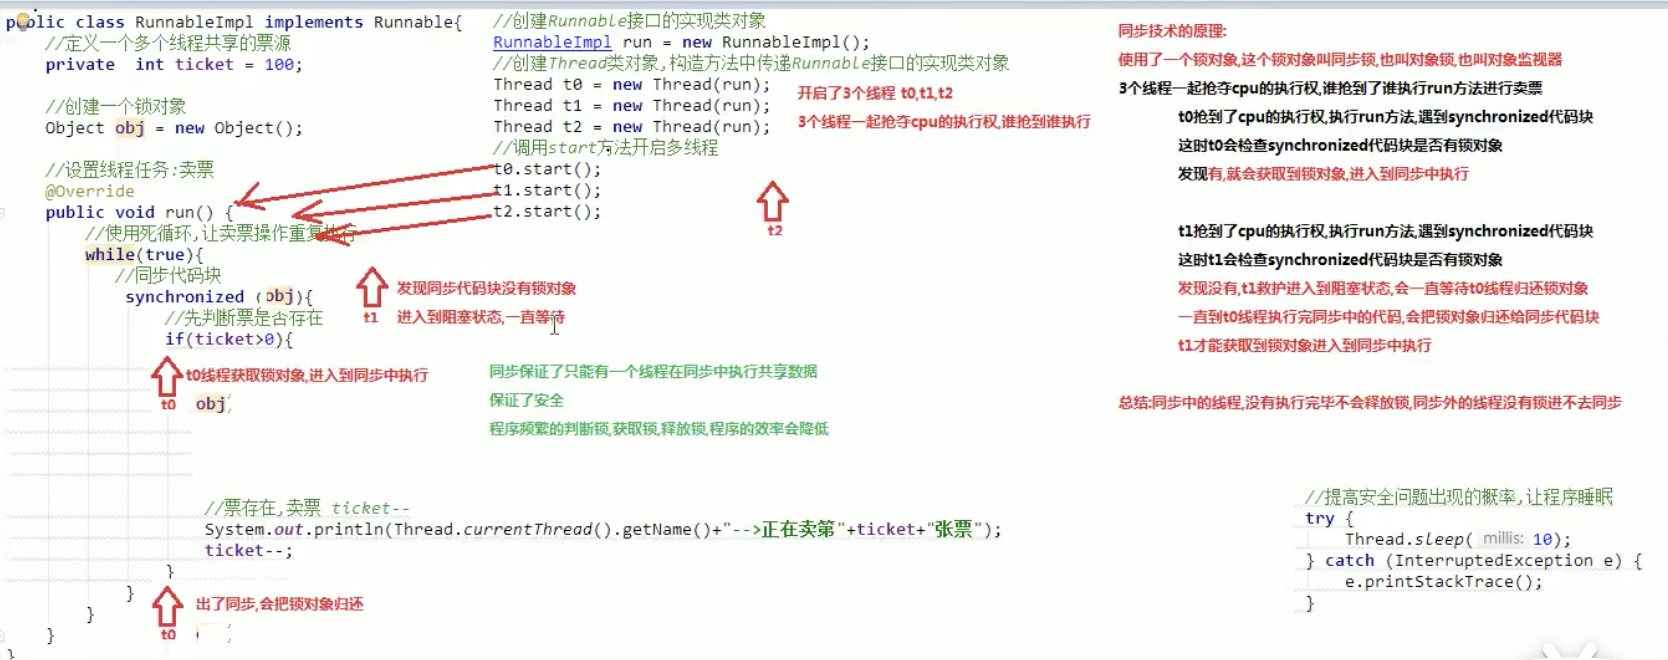 public class RunnableImpl implements Runnable{
//定义一个多个线程共享的票源
private int ticket = 100;
//创建一个锁对象
Object obj = new Object();
//设置线程任务:卖票
@Override
public void run() {
//使用死循环,让卖票操作重复执行
while(true){
//同步代码块
synchronized (obj){
//先判断票是否存在
if(ticket>0){
t0线程获取锁对象,进入到同步中执行
t0
obj
//票存在,卖票 ticket--
System.out.println(Thread.currentThread().getName()+"-->正在卖第"+ticket+"张票");
ticket--;
}
}
出了同步,会把锁对象归还
}
t0
}
}
//创建Runnable接口的实现类对象
RunnableImpl run = new RunnableImpl();
//创建Thread类对象,构造方法中传递Runnable接口的实现类对象
Thread t0 = new Thread(run);
Thread t1 = new Thread(run);
Thread t2 = new Thread(run);
开启了3个线程 t0,t1,t2
3个线程一起抢夺cpu的执行权,谁抢到谁执行
//调用start方法开启多线程
t0.start();
t1.start();
t2.start();
t2
发现同步代码块没有锁对象
t1
进入到阻塞状态,一直等待
同步保证了只能有一个线程在同步中执行共享数据
保证了安全
程序频繁的判断锁,获取锁,释放锁,程序的效率会降低
同步技术的原理:
使用了一个锁对象,这个锁对象叫同步锁,也叫对象锁,也叫对象监视器
3个线程一起抢夺cpu的执行权,谁抢到了谁执行run方法进行卖票
t0抢到了cpu的执行权,执行run方法,遇到synchronized代码块
这时t0会检查synchronized代码块是否有锁对象
发现有,就会获取到锁对象,进入到同步中执行
t1抢到了cpu的执行权,执行run方法,遇到synchronized代码块
这时t1会检查synchronized代码块是否有锁对象
发现没有,t1救护进入到阻塞状态,会一直等待t0线程归还锁对象
一直到t0线程执行完同步中的代码,会把锁对象归还给同步代码块
t1才能获取到锁对象进入到同步中执行
总结:同步中的线程,没有执行完毕不会释放锁,同步外的线程没有锁进不去同步
//提高安全问题出现的概率,让程序睡眠
try {
Thread.sleep( millis: 10);
} catch (InterruptedException e) {
e.printStackTrace();
}